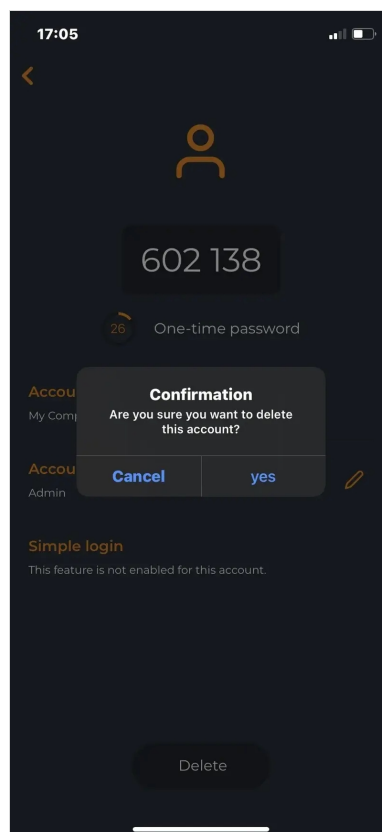 17:05
602 138
26
One-time password
Accou
My Comp
Confirmation
Are you sure you want to delete
this account?
Cancel
yes
Accou
Admin
Simple login
This feature is not enabled for this account.
Delete